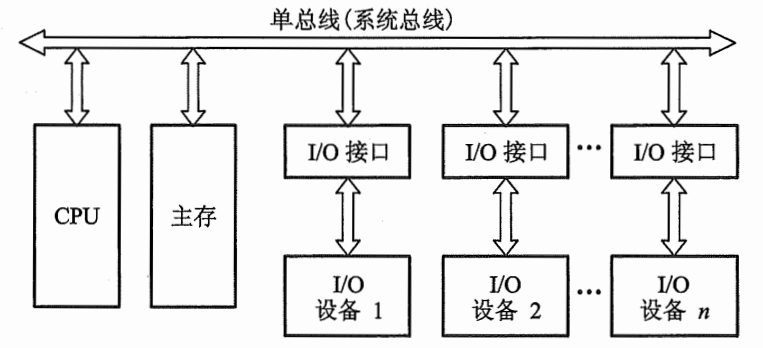 单总线(系统总线)
CPU
主存
I/O 接口
I/O 接口
···
I/O 接口
I/O
设备 1
I/O
设备 2
···
I/O
设备 n